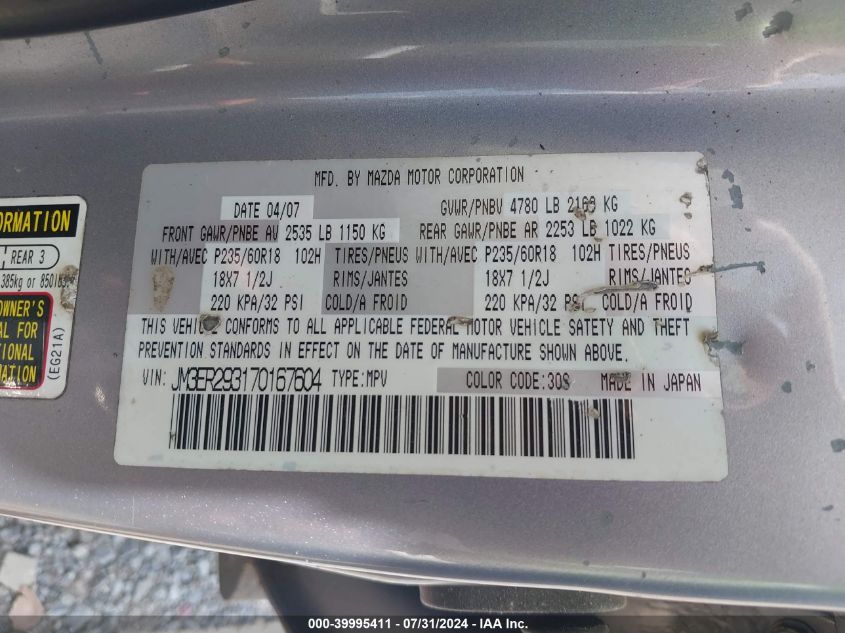 MFD. BY MAZDA MOTOR CORPORATION
DATE 04/07 GVWR/PNBV 4780 LB 2168 KG
FRONT GAWR/PNBE AV 2535 LB 1150 KG REAR GAWR/PNBE AR 2253 LB 1022 KG
WITH/AVEC P235/60R18 102H TIRES/PNEUS WITH/AVEC P235/60R18 102H TIRES/PNEUS
18X7 1/2J RIMS/JANTES 18X7 1/2J RIMS/JANTES
220 KPA/32 PSI COLD/A FROID 220 KPA/32 PSI COLD/A FROID
THIS VEHICLE CONFORMS TO ALL APPLICABLE FEDERAL MOTOR VEHICLE SAFETY AND THEFT
PREVENTION STANDARDS IN EFFECT ON THE DATE OF MANUFACTURE SHOWN ABOVE.
VIN: JM3ER293170167604 TYPE:MPV COLOR CODE:30S MADE IN JAPAN
ORMATION
REAR 3
385kg or 850lbs
OWNER'S
AL FOR
TIONAL
MATION
(EG21A)
000-39995411 - 07/31/2024 - IAA, Inc.